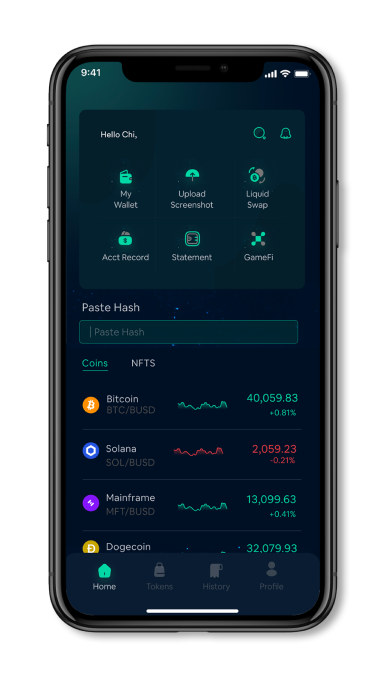 9:41
Hello Chi,
My
Wallet
Upload
Screenshot
Liquid
Swap
Acct Record
Statement
GameFi
Paste Hash
Paste Hash
Coins NFTS
Bitcoin
BTC/BUSD
40,059.83
+0.81%
Solana
SOL/BUSD
2,059.23
-0.21%
Mainframe
MFT/BUSD
13,099.63
+0.41%
Dogecoin
32,079.93
Home Tokens History Profile